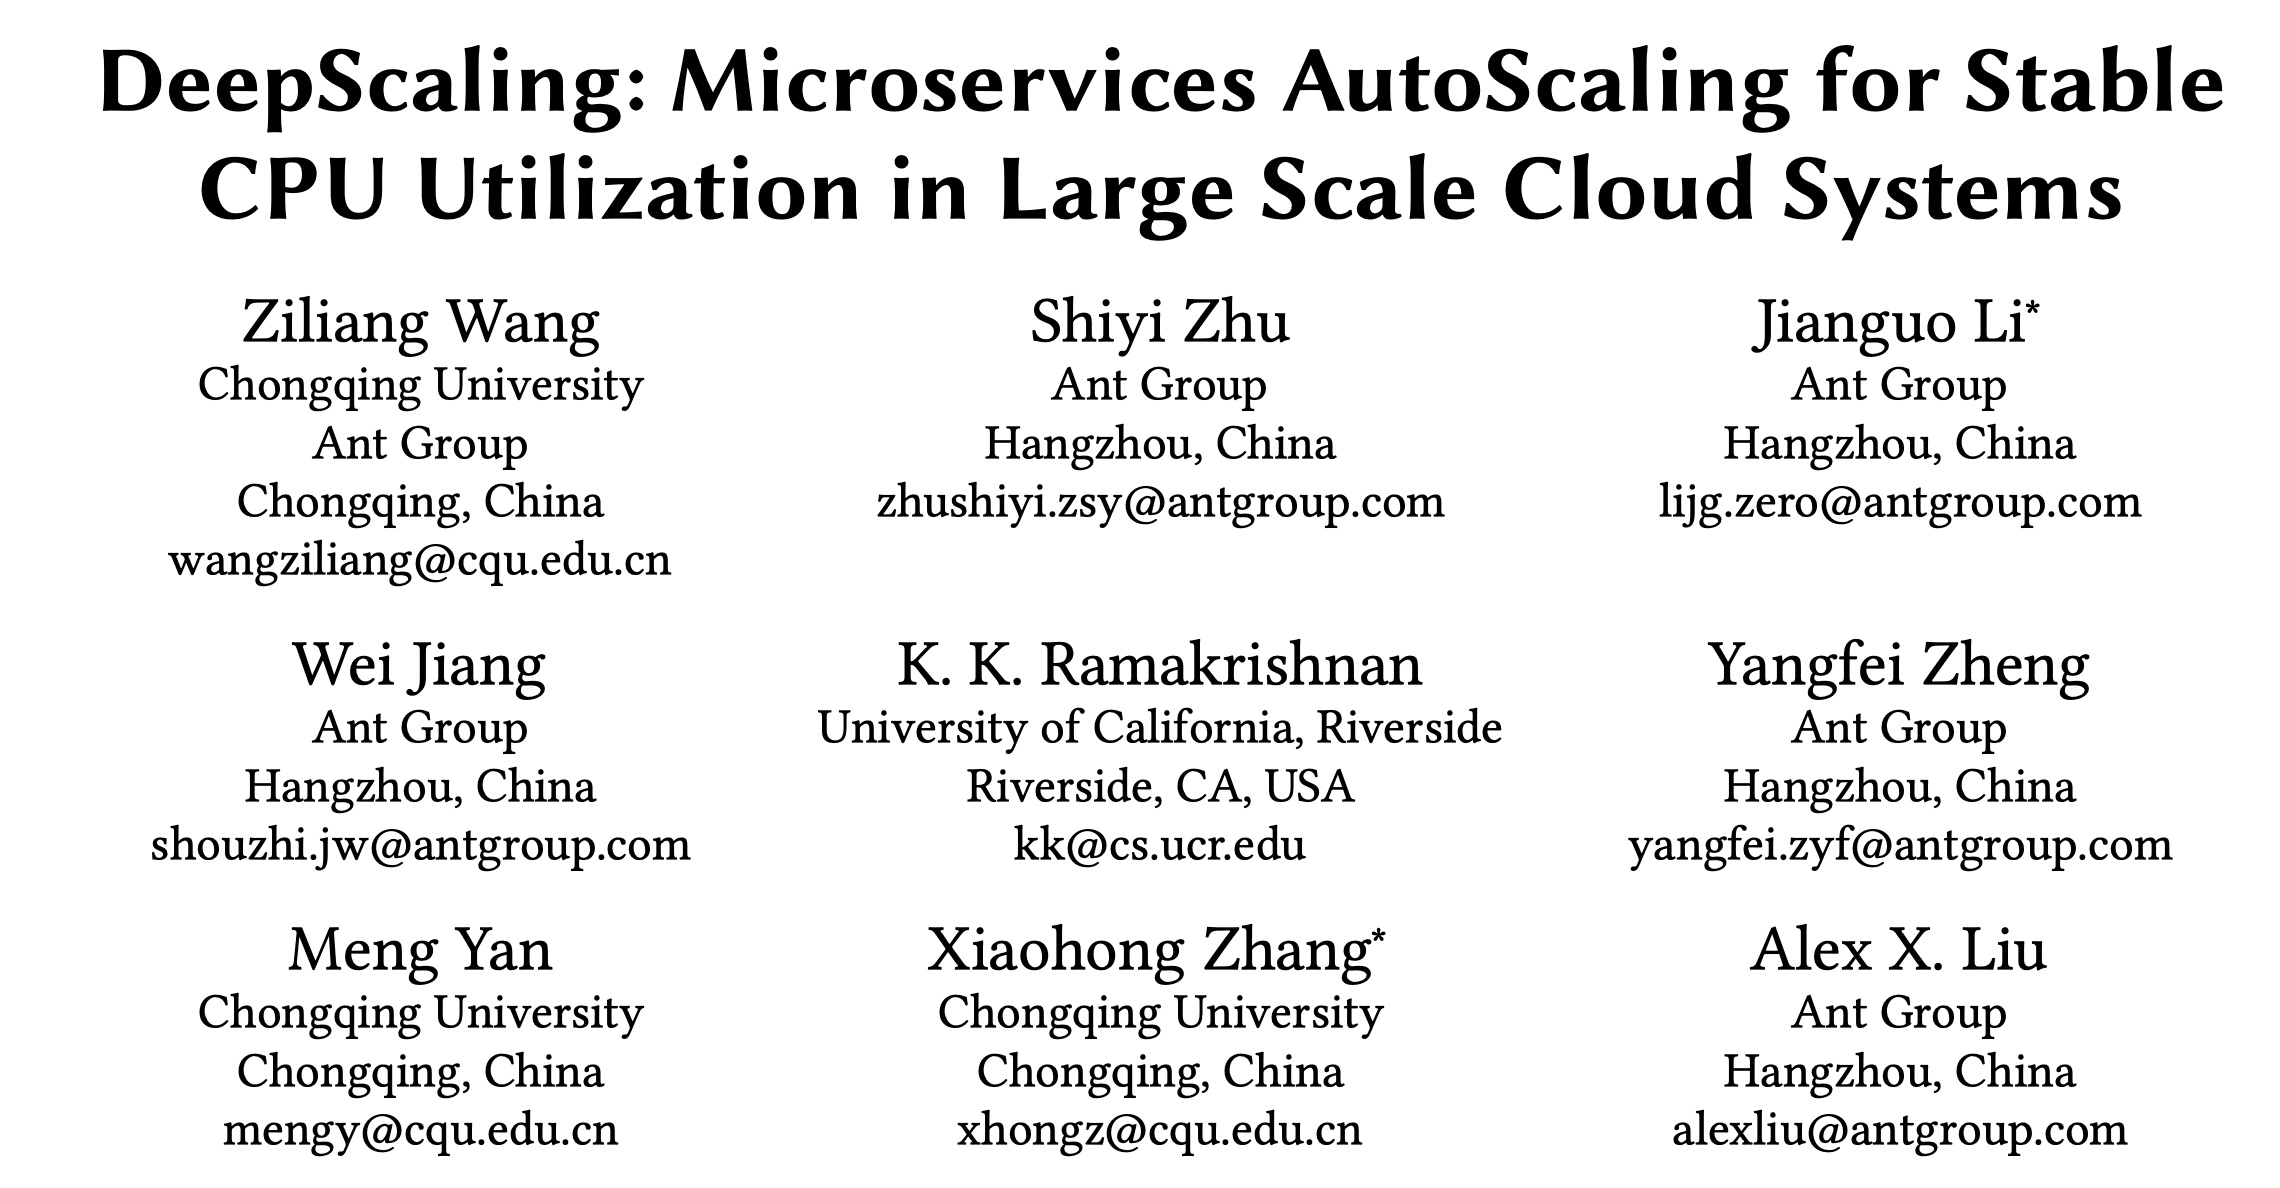 DeepScaling: Microservices AutoScaling for Stable
CPU Utilization in Large Scale Cloud Systems
Ziliang Wang
Chongqing University
Ant Group
Chongqing, China
wangziliang@cqu.edu.cn
Shiyi Zhu
Ant Group
Hangzhou, China
zhushiyi.zsy@antgroup.com
Jianguo Li*
Ant Group
Hangzhou, China
lijg.zero@antgroup.com
Wei Jiang
Ant Group
Hangzhou, China
shouzhi.jw@antgroup.com
K. K. Ramakrishnan
University of California, Riverside
Riverside, CA, USA
kk@cs.ucr.edu
Yangfei Zheng
Ant Group
Hangzhou, China
yangfei.zyf@antgroup.com
Meng Yan
Chongqing University
Chongqing, China
mengy@cqu.edu.cn
Xiaohong Zhang*
Chongqing University
Chongqing, China
xhongz@cqu.edu.cn
Alex X. Liu
Ant Group
Hangzhou, China
alexliu@antgroup.com